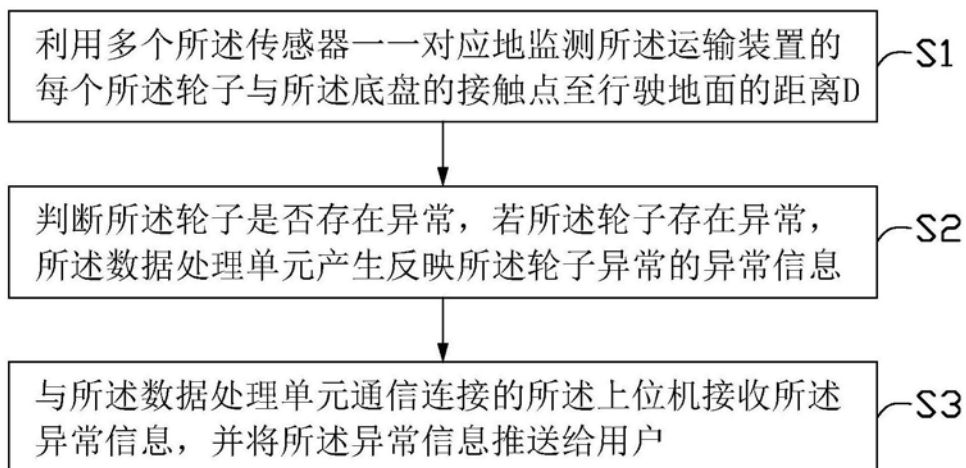 利用多个所述传感器一一对应地监测所述运输装置的
每个所述轮子与所述底盘的接触点至行驶地面的距离D
S1
判断所述轮子是否存在异常，若所述轮子存在异常，
所述数据处理单元产生反映所述轮子异常的异常信息
S2
与所述数据处理单元通信连接的所述上位机接收所述
异常信息，并将所述异常信息推送给用户
S3